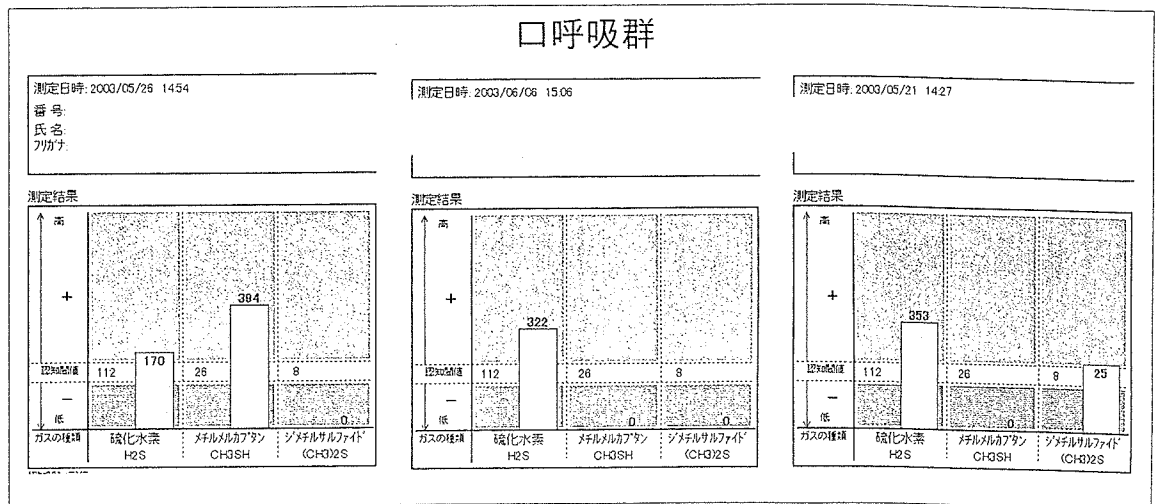 口呼吸群
測定日時: 2003/05/26 14:54
番 号:
氏 名:
フリガナ:
測定結果
高
+
394
170
認知閾値 112 26 8
−
低
0
ガスの種類 硫化水素 メチルメルカプタン ジメチルサルファイド
H2S CH3SH (CH3)2S
測定日時: 2003/06/06 15:06
測定結果
高
+
322
認知閾値 112 26 8
−
低
0 0
ガスの種類 硫化水素 メチルメルカプタン ジメチルサルファイド
H2S CH3SH (CH3)2S
測定日時: 2003/05/21 14:27
測定結果
高
+
353
認知閾値 112 26 8 25
−
低
0
ガスの種類 硫化水素 メチルメルカプタン ジメチルサルファイド
H2S CH3SH (CH3)2S